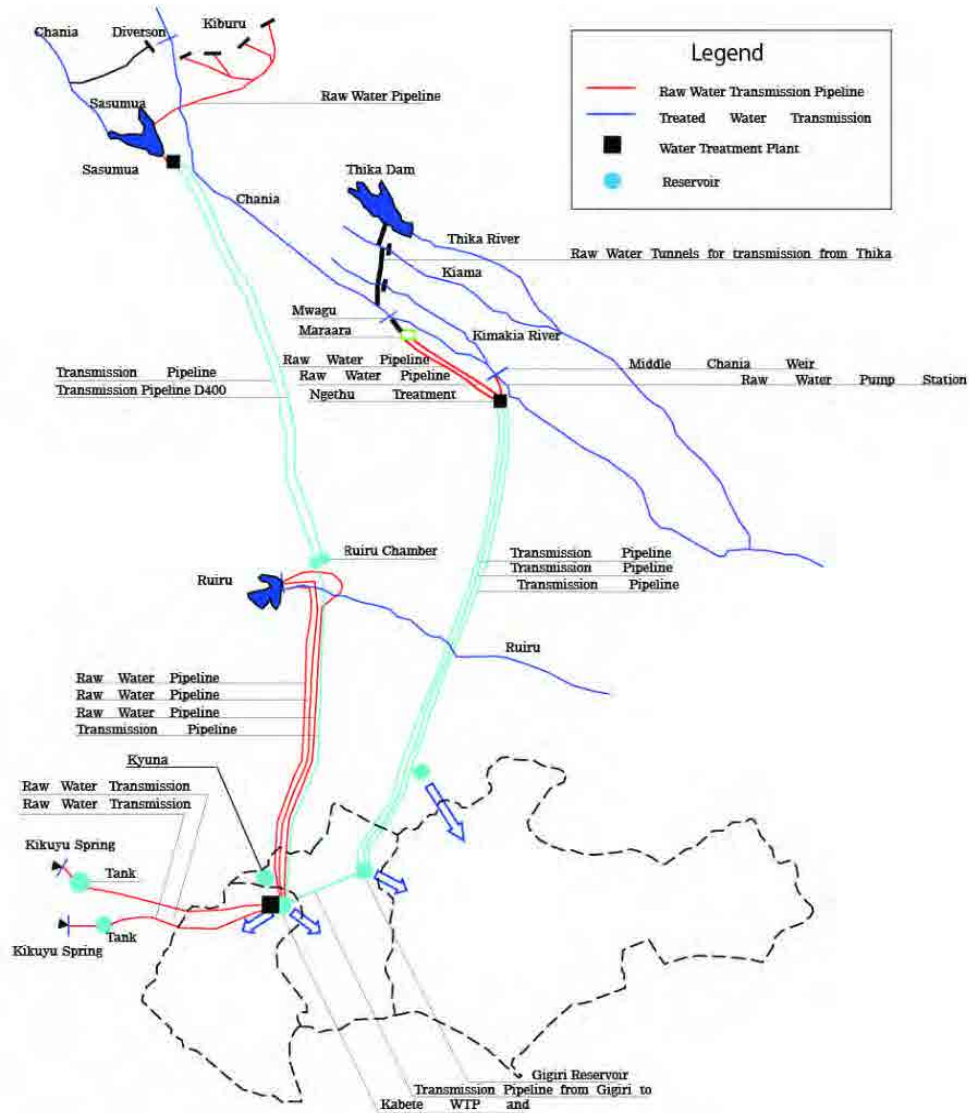 Chania
Diverson
Kiburu
Legend
Raw Water Transmission Pipeline
Treated Water Transmission
Water Treatment Plant
Reservoir
Raw Water Pipeline
Sasumua
Sasumua
Thika Dam
Chania
Thika River
Raw Water Tunnels for transmission from Thika
Kiama
Mwagu
Maraara
Kimakia River
Raw Water Pipeline
Raw Water Pipeline
Ngethu Treatment
Middle Chania Weir
Raw Water Pump Station
Transmission Pipeline
Transmission Pipeline D400
Ruiru Chamber
Transmission Pipeline
Transmission Pipeline
Transmission Pipeline
Ruiru
Ruiru
Raw Water Pipeline
Raw Water Pipeline
Raw Water Pipeline
Transmission Pipeline
Kyuna
Raw Water Transmission
Raw Water Transmission
Kikuyu Spring
Tank
Tank
Kikuyu Spring
Gigiri Reservoir
Transmission Pipeline from Gigiri to
Kabete WTP and